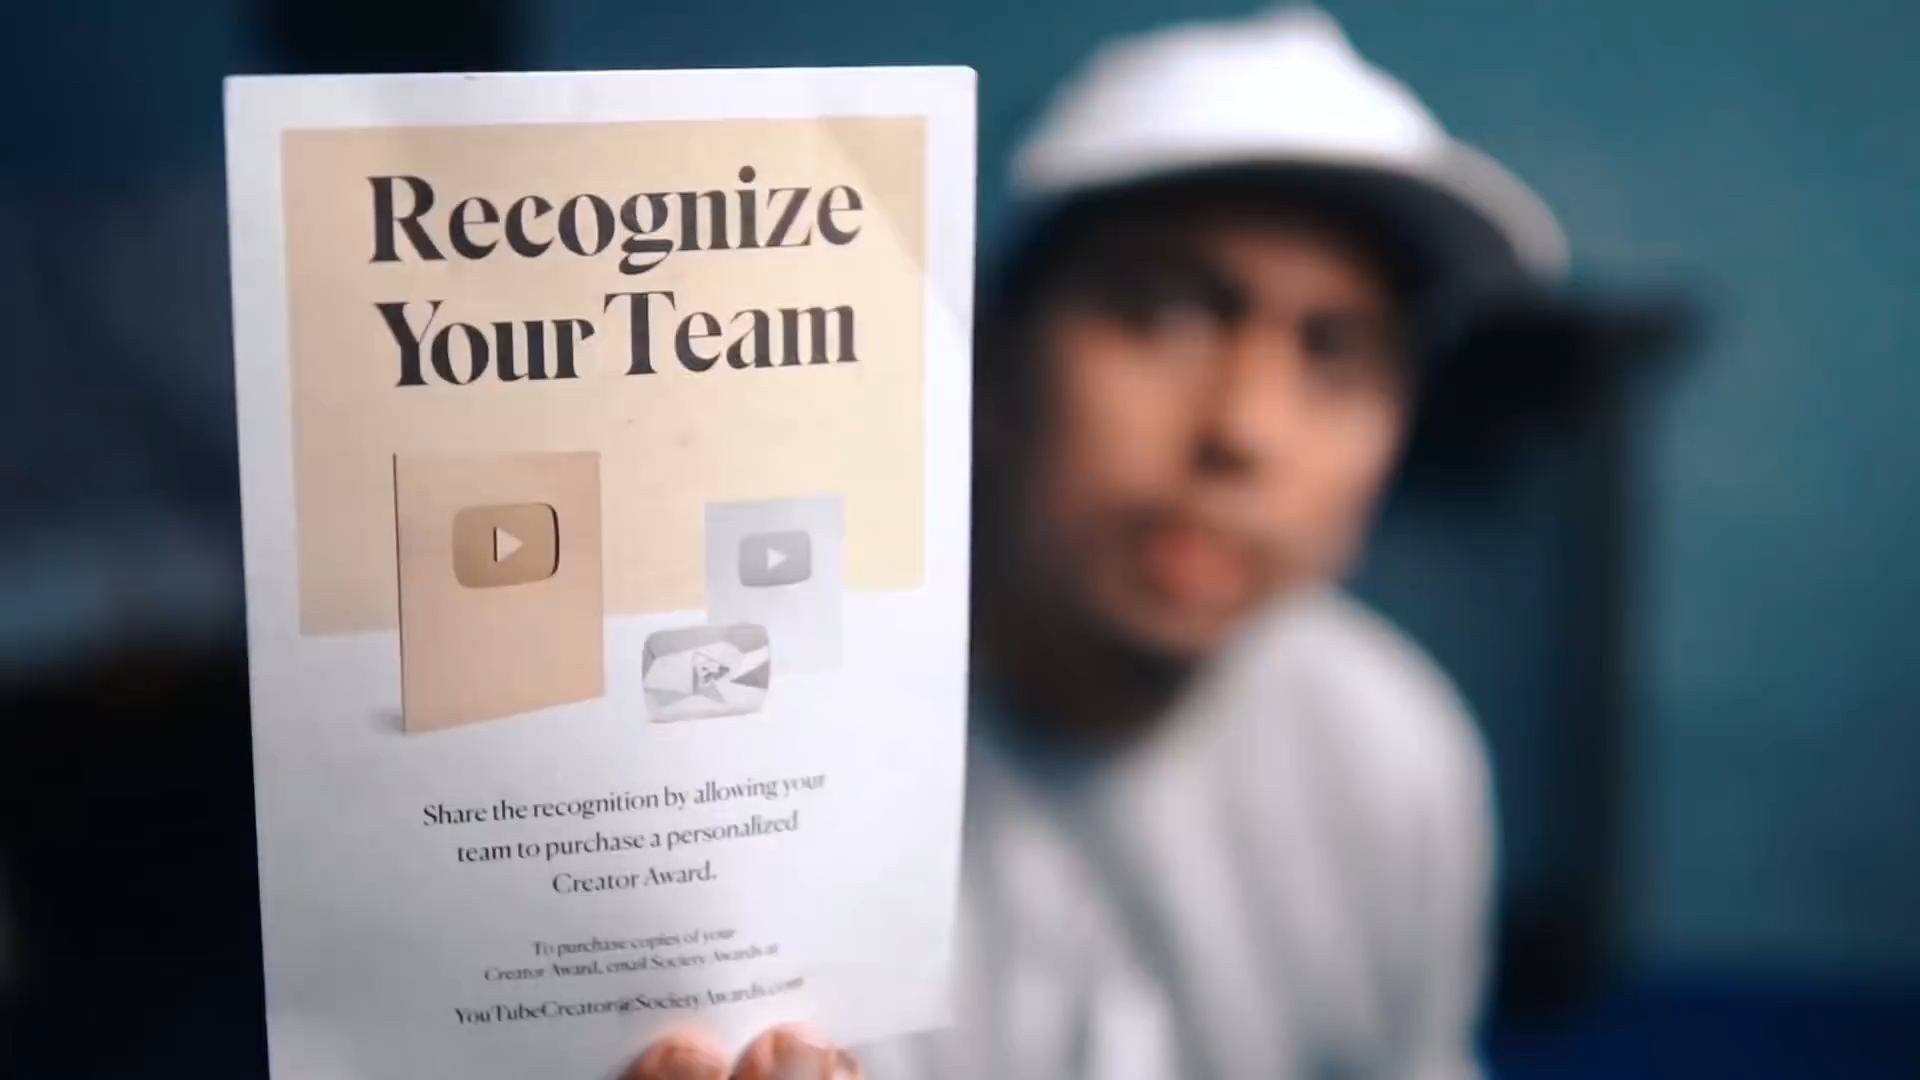 Recognize
Your Team
Share the recognition by allowing your
team to purchase a personalized
Creator Award.
To purchase copies of your
Creator Award, email Society Awards at
YouTubeCreator@SocietyAwards.com